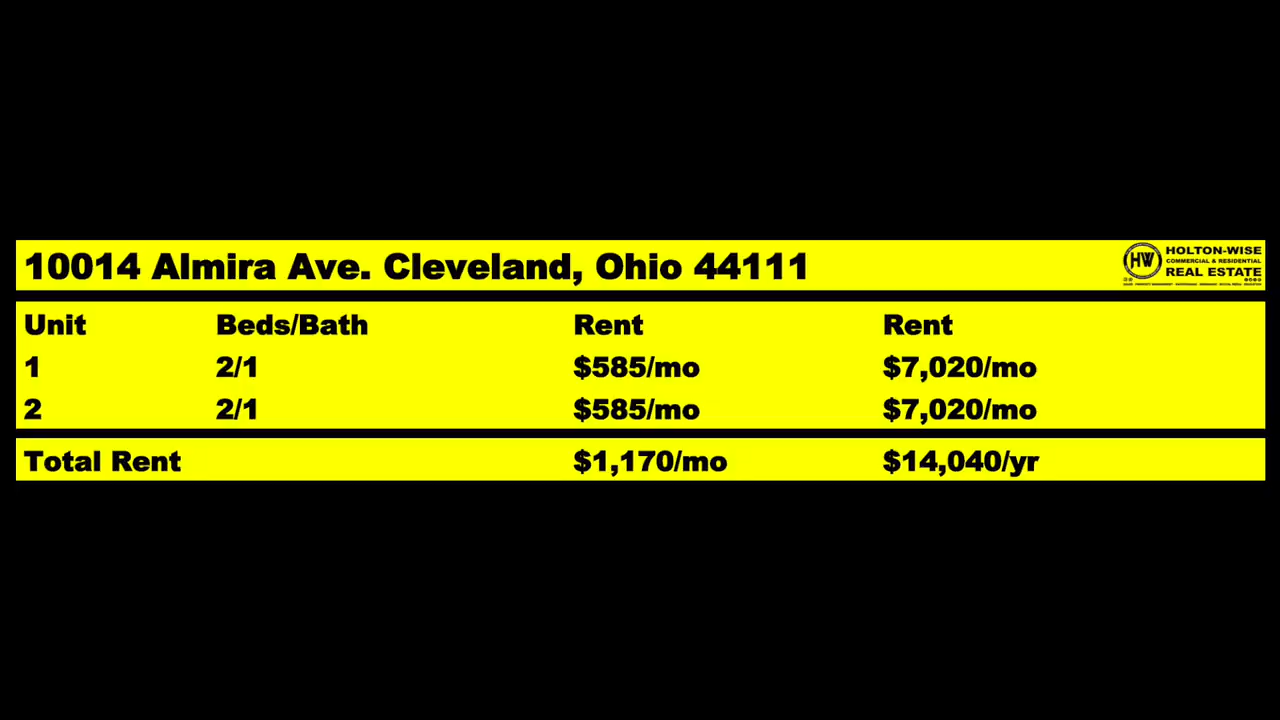 10014 Almira Ave. Cleveland, Ohio 44111
HW
HOLTON-WISE
COMMERCIAL & RESIDENTIAL
REAL ESTATE
Unit Beds/Bath Rent Rent
1 2/1 $585/mo $7,020/mo
2 2/1 $585/mo $7,020/mo
Total Rent $1,170/mo $14,040/yr